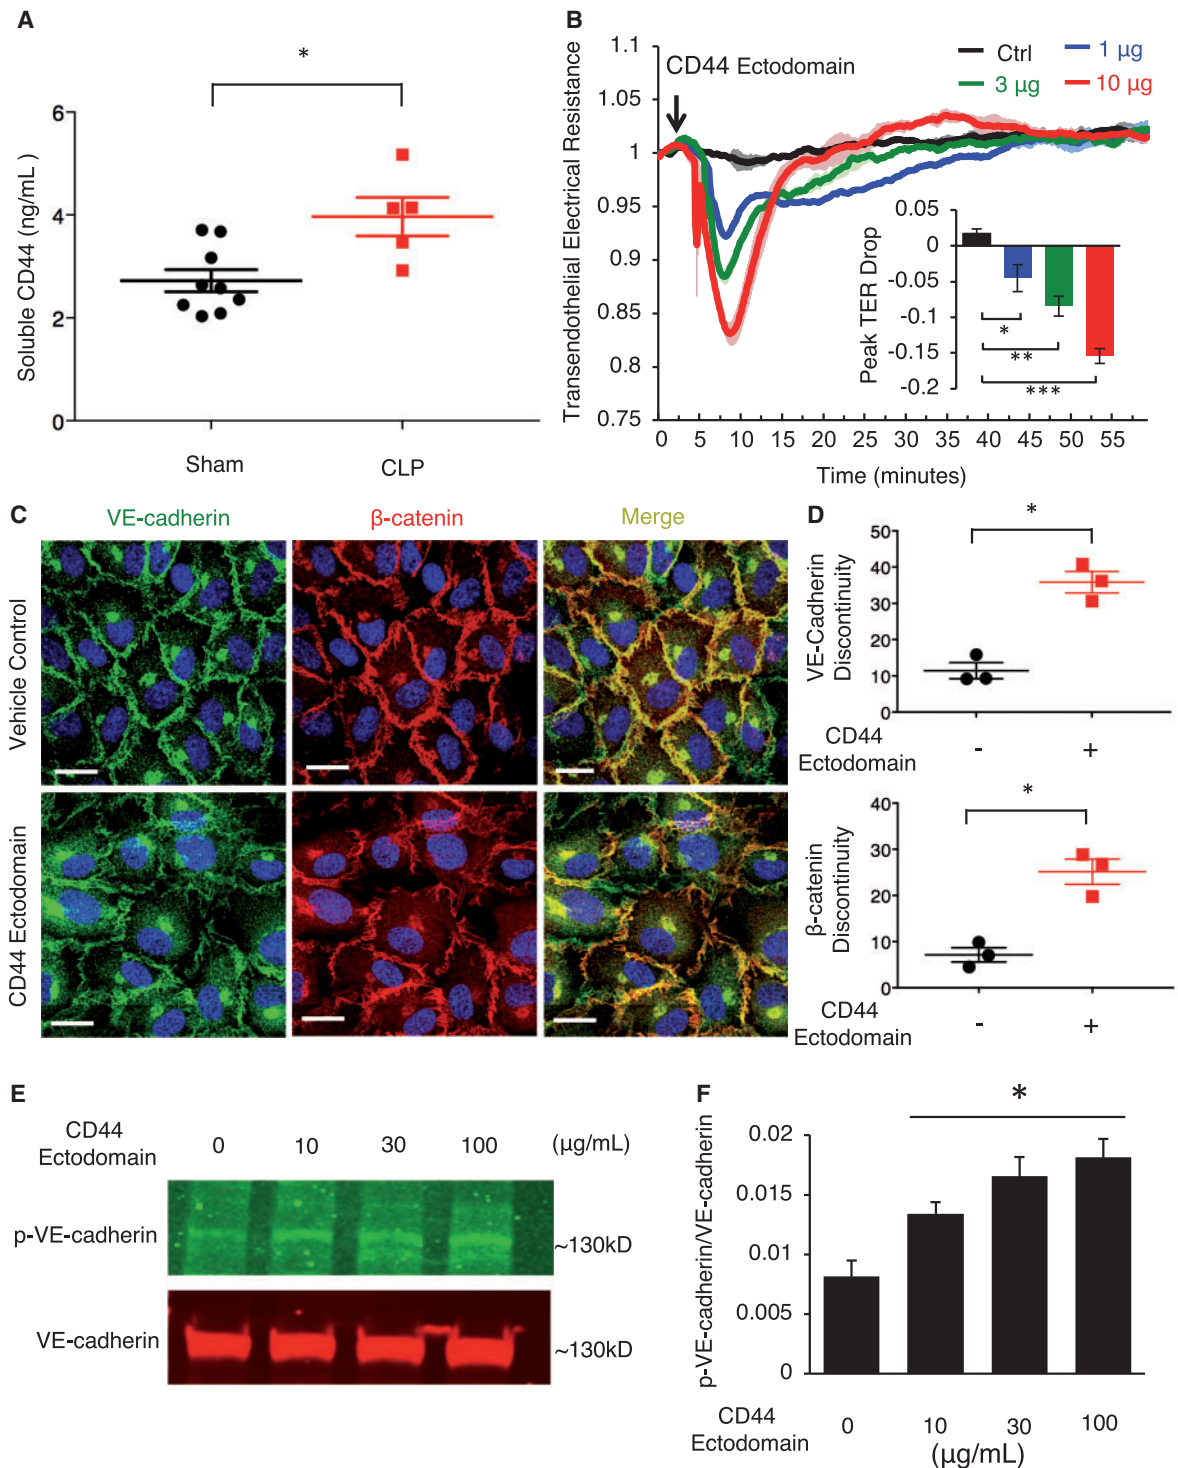 A
*
Soluble CD44 (ng/mL)
6
4
2
0
Sham
CLP
B
Transendothelial Electrical Resistance
1.1
1.05
1
0.95
0.9
0.85
0.8
0.75
CD44 Ectodomain
Ctrl
1 µg
3 µg
10 µg
Peak TER Drop
0.05
0
-0.05
-0.1
-0.15
-0.2
*
**
***
0 5 10 15 20 25 30 35 40 45 50 55
Time (minutes)
C
VE-cadherin
β-catenin
Merge
Vehicle Control
CD44 Ectodomain
D
*
VE-Cadherin
Discontinuity
50
40
30
20
10
0
CD44
Ectodomain
- +
*
β-catenin
Discontinuity
40
30
20
10
0
CD44
Ectodomain
- +
E
CD44
Ectodomain
0 10 30 100 (µg/mL)
p-VE-cadherin
~130kD
VE-cadherin
~130kD
F
*
p-VE-cadherin/VE-cadherin
0.02
0.015
0.01
0.005
0
CD44
Ectodomain
0 10 30 100
(µg/mL)